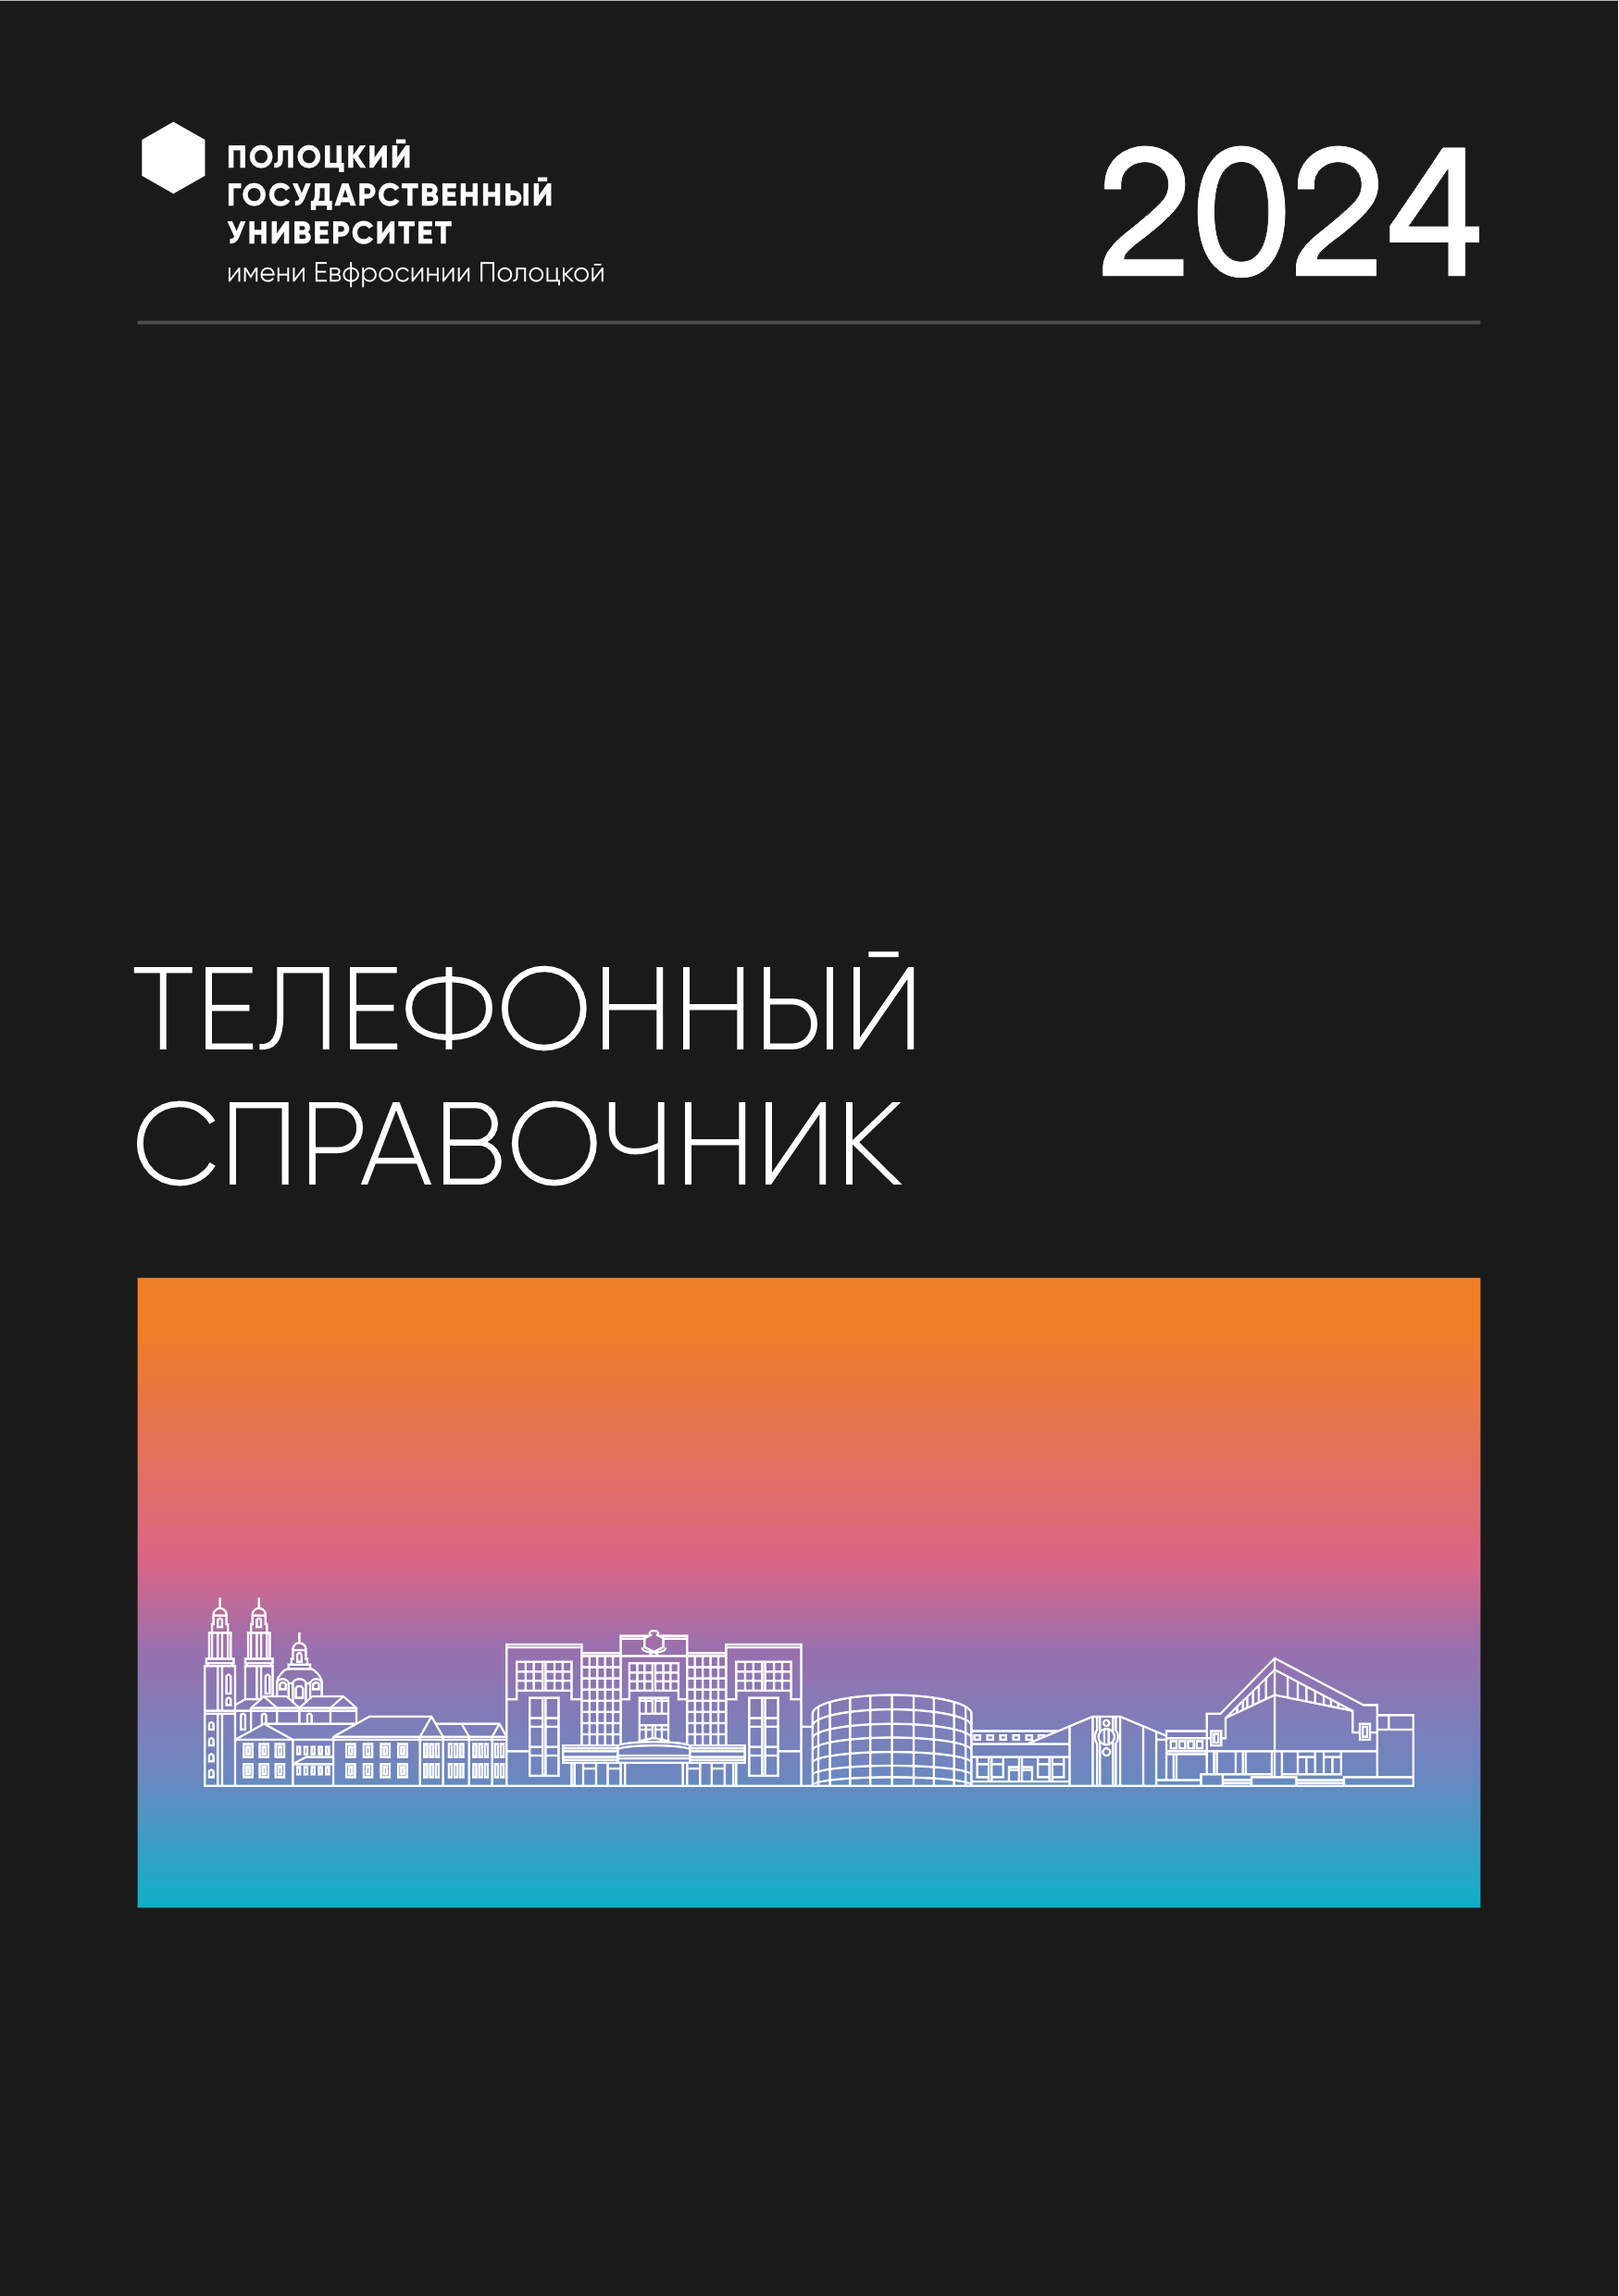 ПОЛОЦКИЙ
ГОСУДАРСТВЕННЫЙ
УНИВЕРСИТЕТ
имени Евфросинии Полоцкой
2024
ТЕЛЕФОННЫЙ
СПРАВОЧНИК